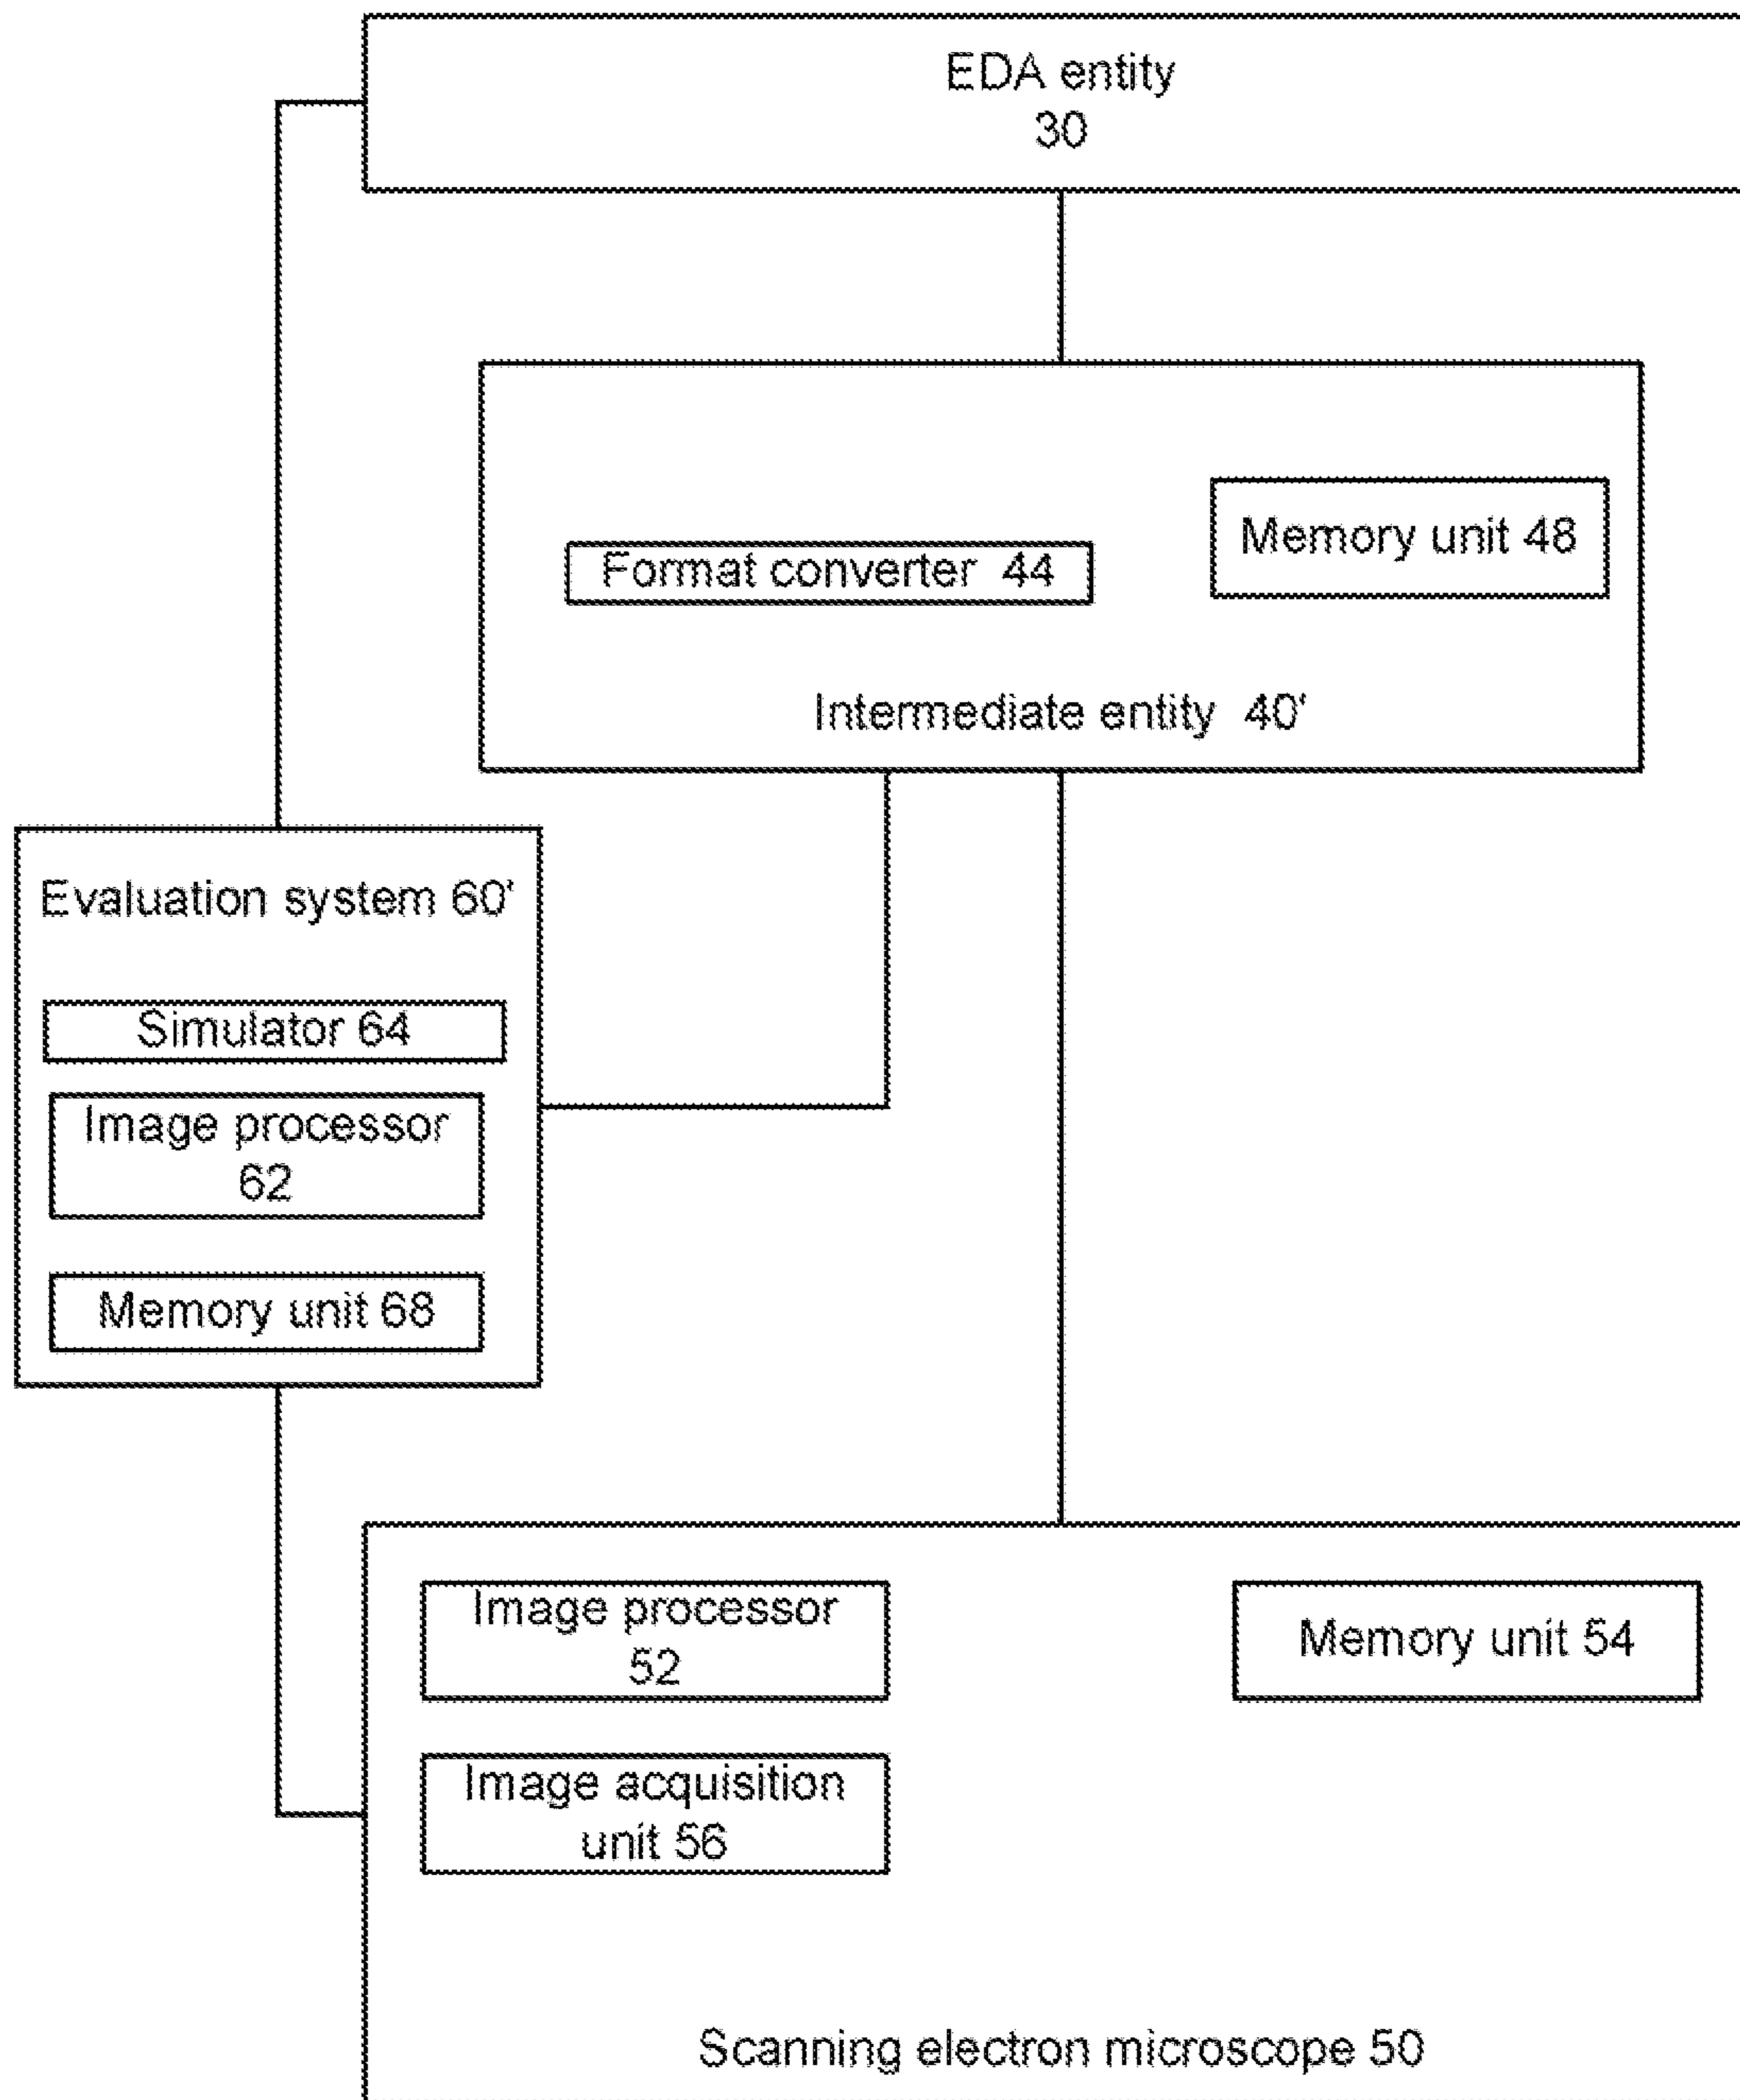 EDA entity
30
Format converter 44
Memory unit 48
Intermediate entity 40'
Evaluation system 60'
Simulator 64
Image processor
62
Memory unit 68
Image processor
52
Memory unit 54
Image acquisition
unit 56
Scanning electron microscope 50